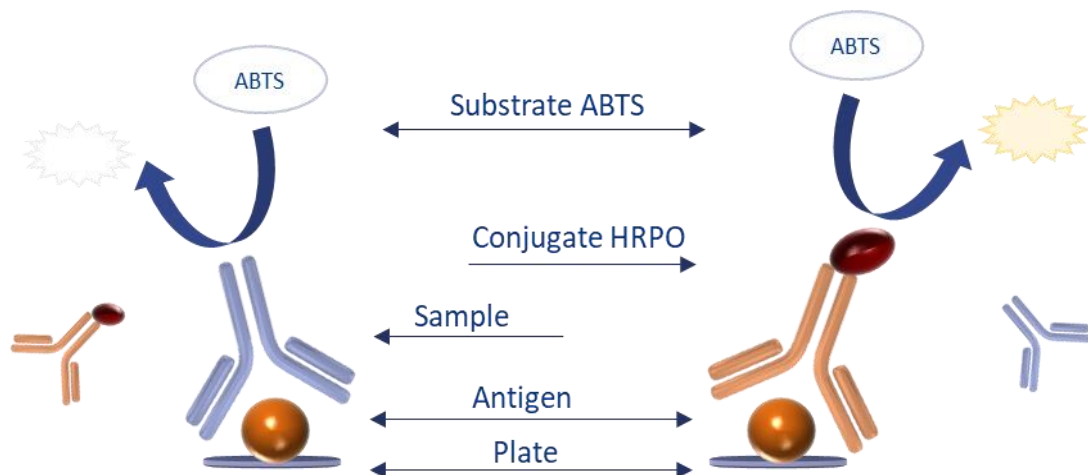 ABTS
ABTS
Substrate ABTS
Conjugate HRPO
Sample
Antigen
Plate